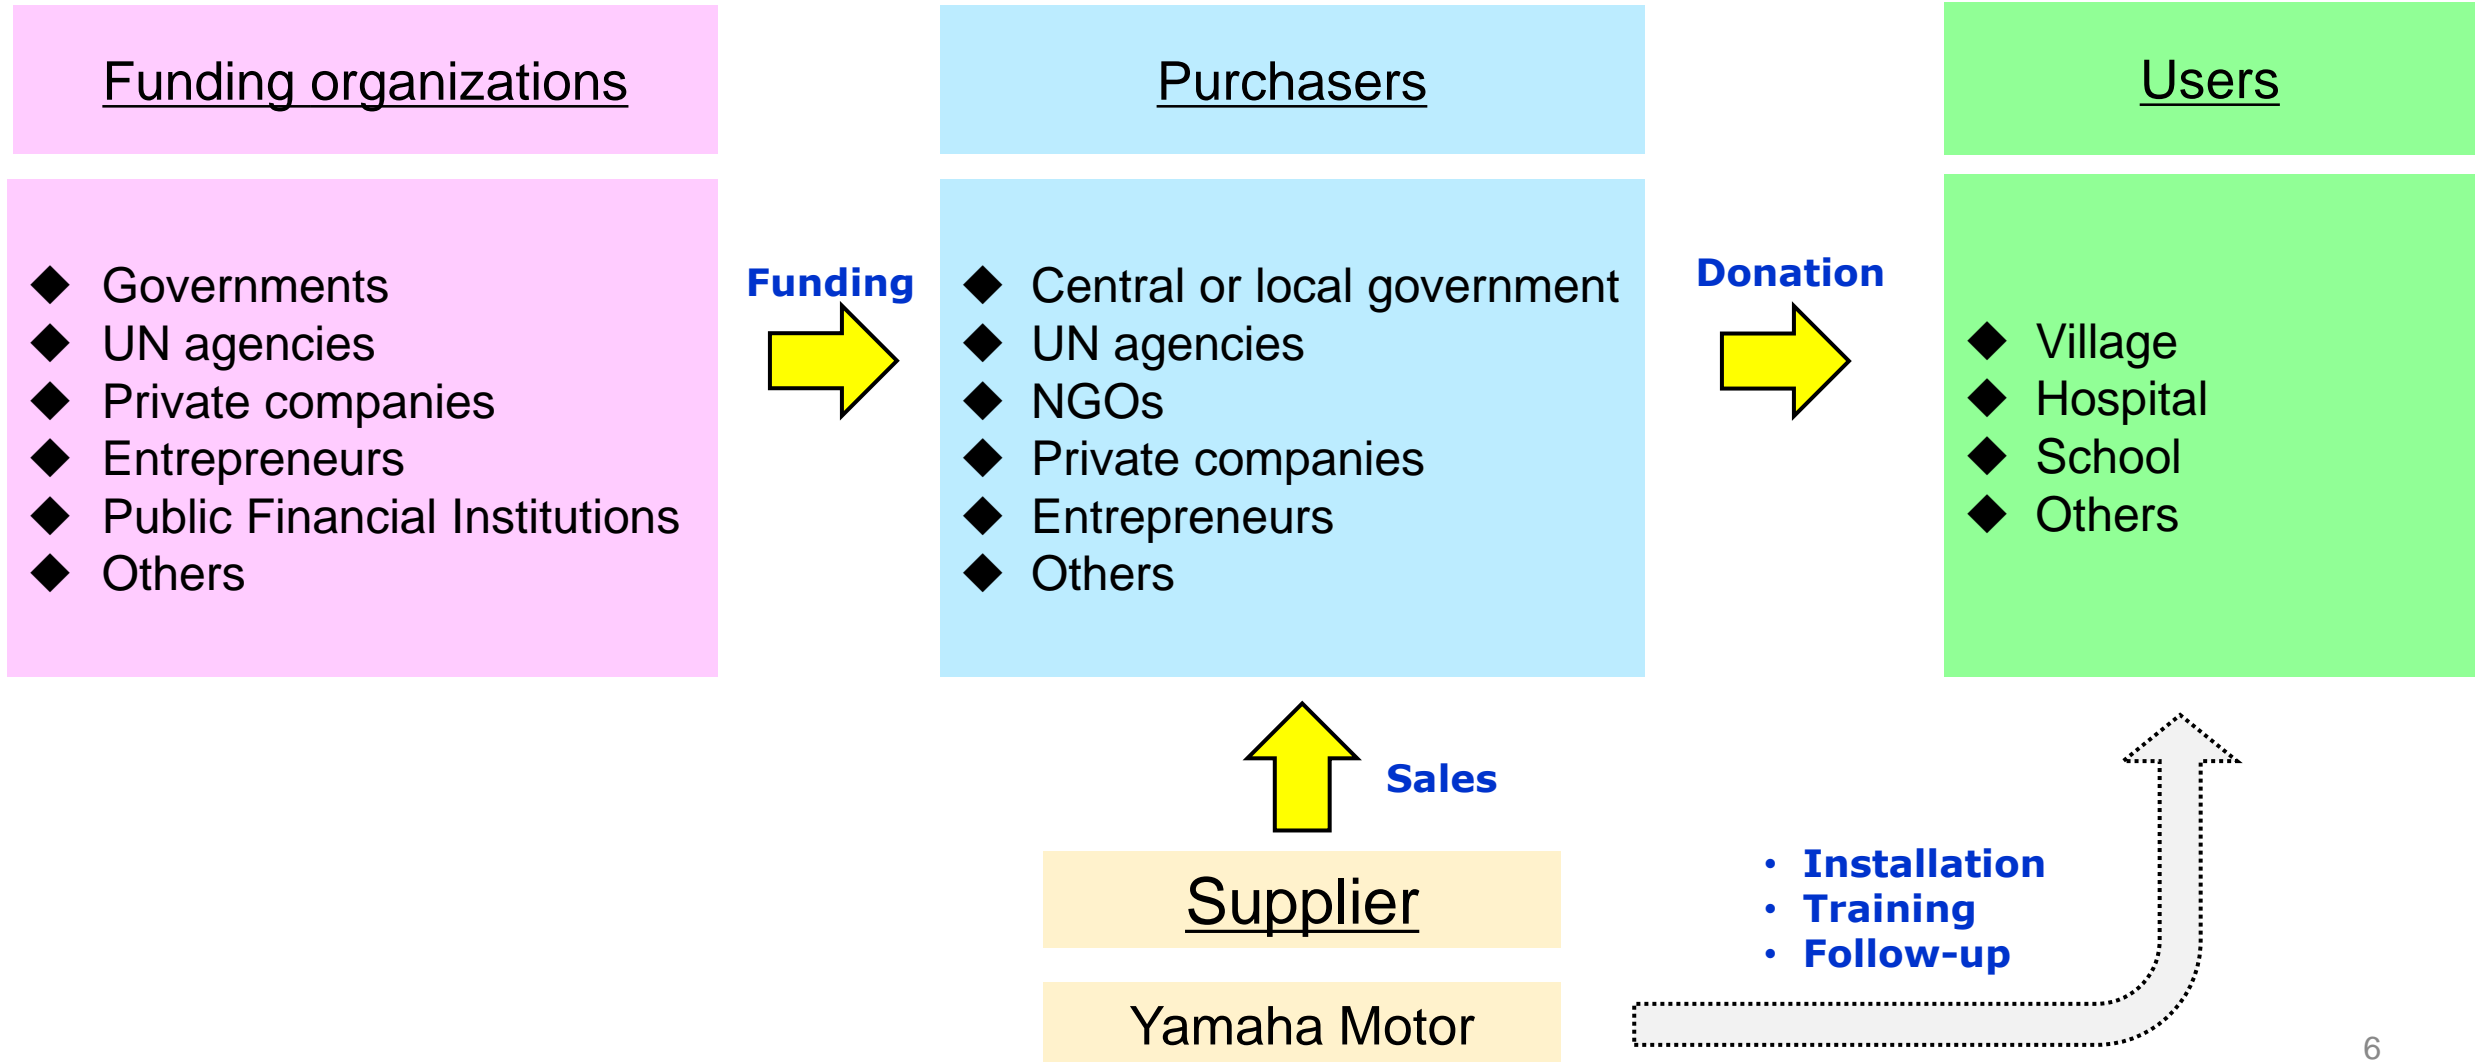 Funding organizations
Governments
UN agencies
Private companies
Entrepreneurs
Public Financial Institutions
Others
Funding
Purchasers
Central or local government
UN agencies
NGOs
Private companies
Entrepreneurs
Others
Donation
Users
Village
Hospital
School
Others
Sales
Supplier
Yamaha Motor
• Installation
• Training
• Follow-up
6